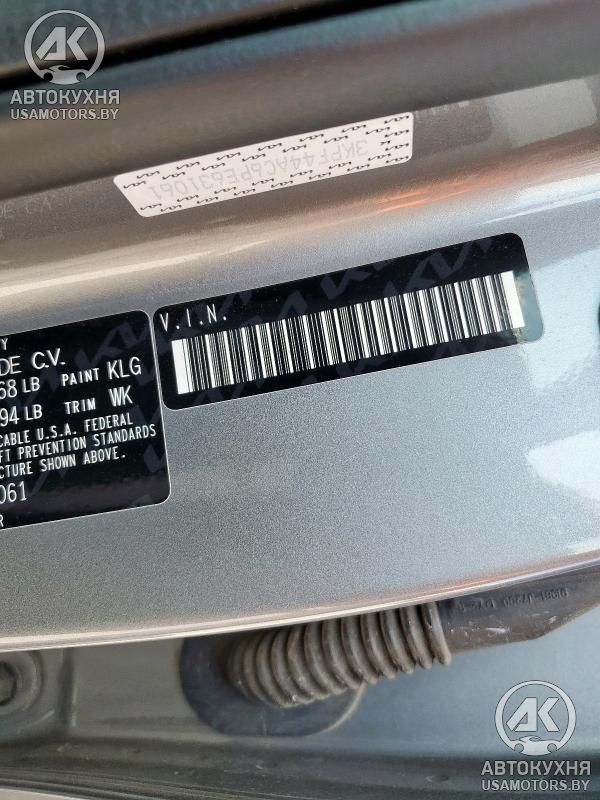 АВТОКУХНЯ
USAMOTORS.BY
3KPF44AC6PE631061
V.I.N.
DE C.V.
68 LB PAINT KLG
94 LB TRIM WK
CABLE U.S.A. FEDERAL
FT PREVENTION STANDARDS
CTURE SHOWN ABOVE.
061
АВТОКУХНЯ
USAMOTORS.BY